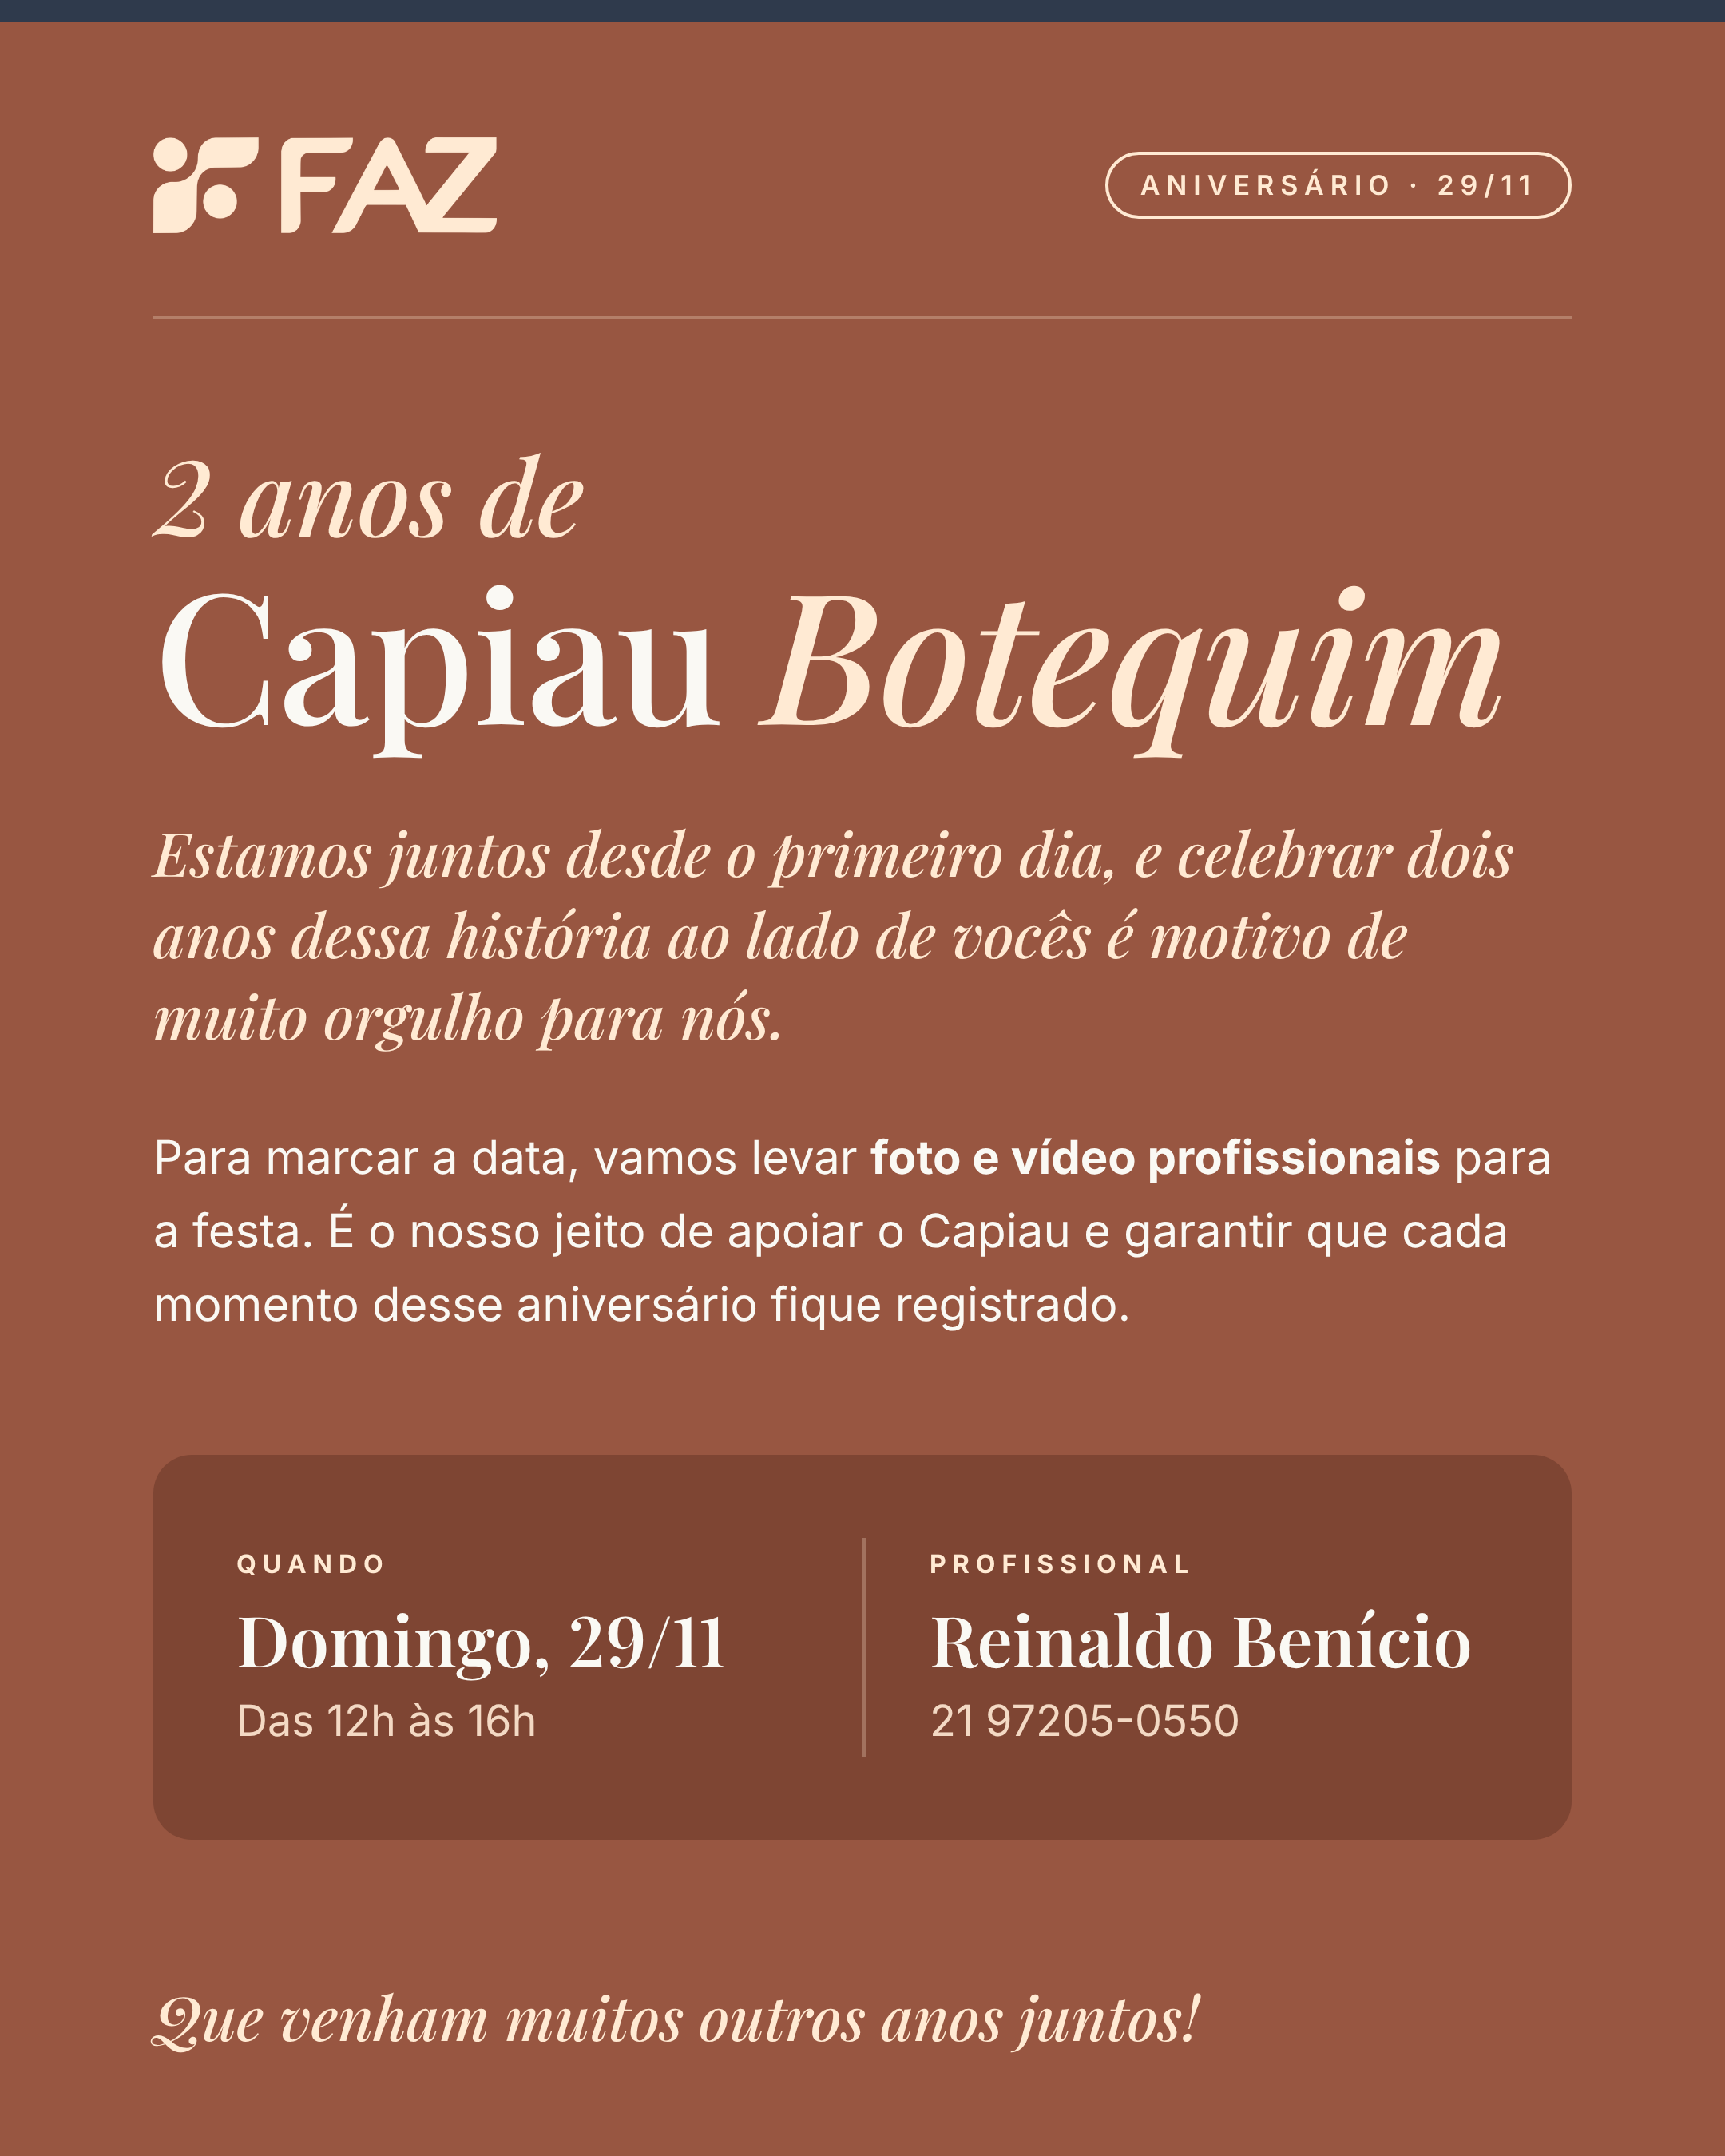 FAZ
ANIVERSÁRIO · 29/11
2 anos de
Capiau Botequim
Estamos juntos desde o primeiro dia, e celebrar dois
anos dessa história ao lado de vocês é motivo de
muito orgulho para nós.
Para marcar a data, vamos levar foto e vídeo profissionais para
a festa. É o nosso jeito de apoiar o Capiau e garantir que cada
momento desse aniversário fique registrado.
QUANDO
Domingo, 29/11
Das 12h às 16h
PROFISSIONAL
Reinaldo Benício
21 97205-0550
Que venham muitos outros anos juntos!